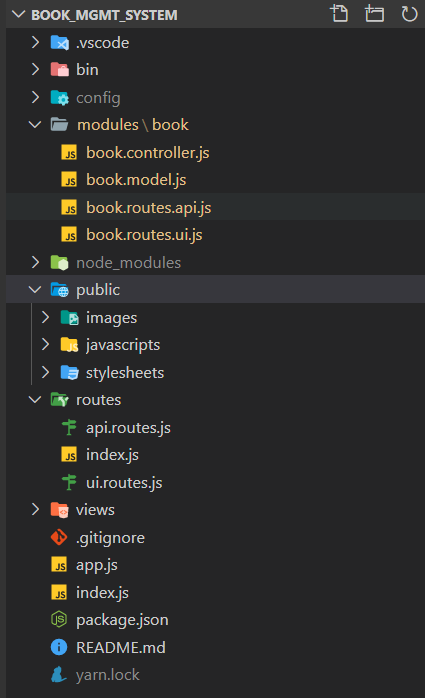 BOOK_MGMT_SYSTEM
.vscode
bin
config
modules \ book
book.controller.js
book.model.js
book.routes.api.js
book.routes.ui.js
node_modules
public
images
javascripts
stylesheets
routes
api.routes.js
index.js
ui.routes.js
views
.gitignore
app.js
index.js
package.json
README.md
yarn.lock